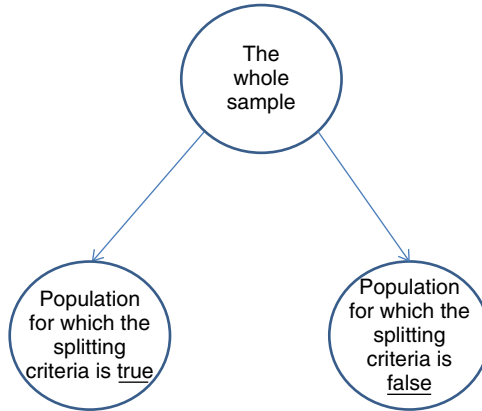 The
whole
sample
Population
for which the
splitting
criteria is true
Population
for which the
splitting
criteria is
false